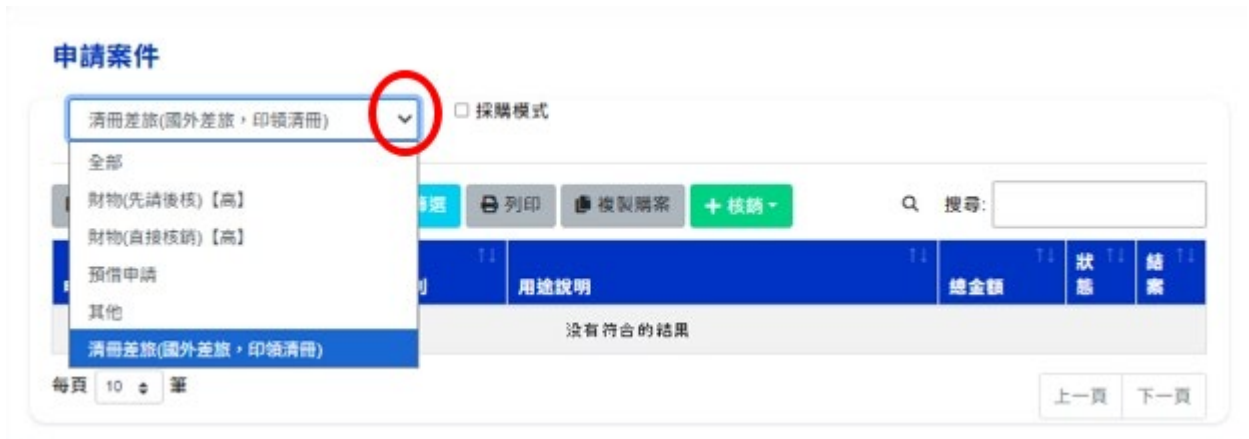 申請案件
清冊差旅(國外差旅，印領清冊)
採購模式
全部
財物(先請後核)【高】
財物(直接核銷)【高】
預借申請
其他
清冊差旅(國外差旅，印領清冊)
列印 複製購案 + 核銷 搜尋:
用途說明 總金額 狀態 結案
沒有符合的結果
每頁 10 筆
上一頁 下一頁